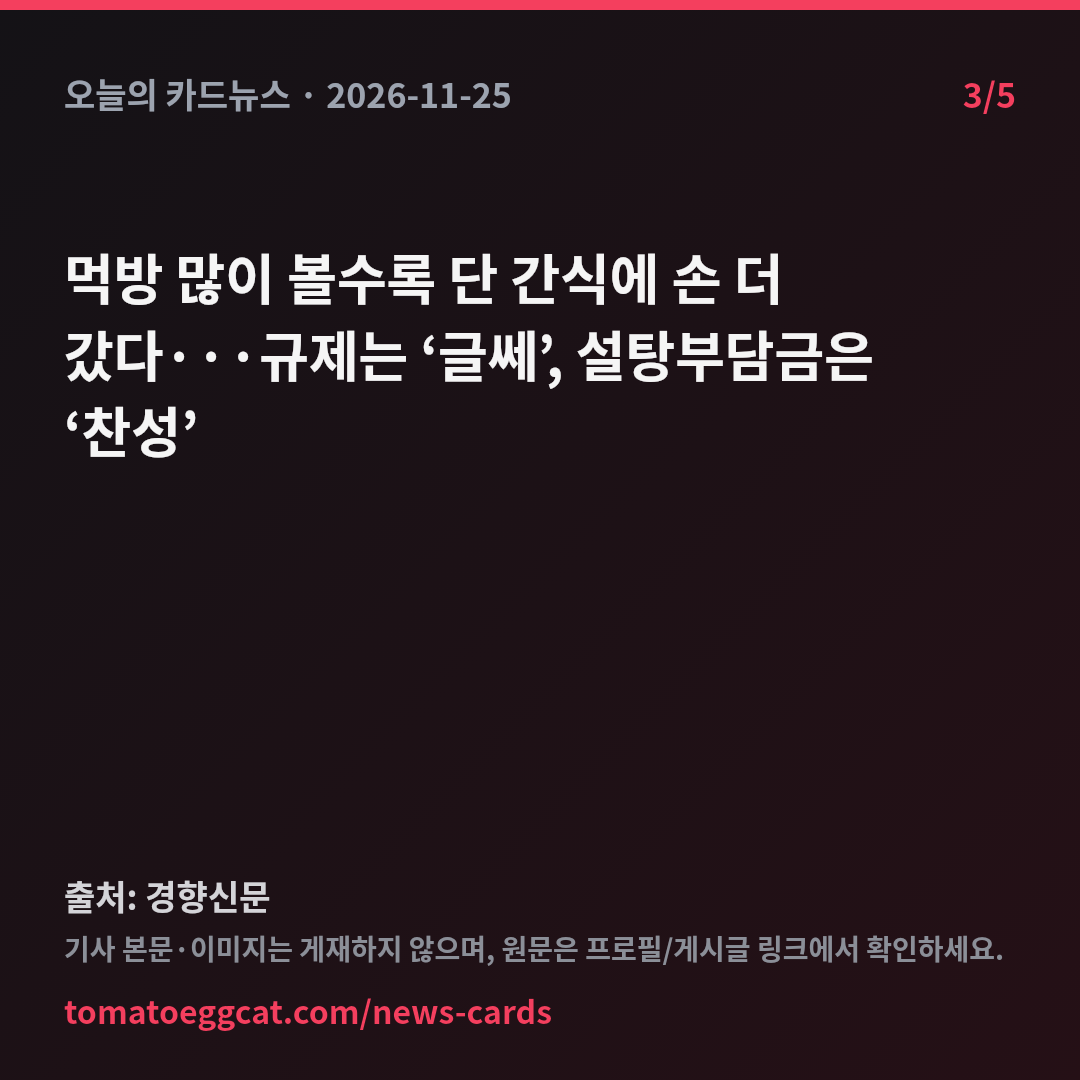 오늘의 카드뉴스 · 2026-11-25
3/5
먹방 많이 볼수록 단 간식에 손 더
갔다···규제는 ‘글쎄’, 설탕부담금은
‘찬성’
출처: 경향신문
기사 본문·이미지는 게재하지 않으며, 원문은 프로필/게시글 링크에서 확인하세요.
tomatoeggcat.com/news-cards